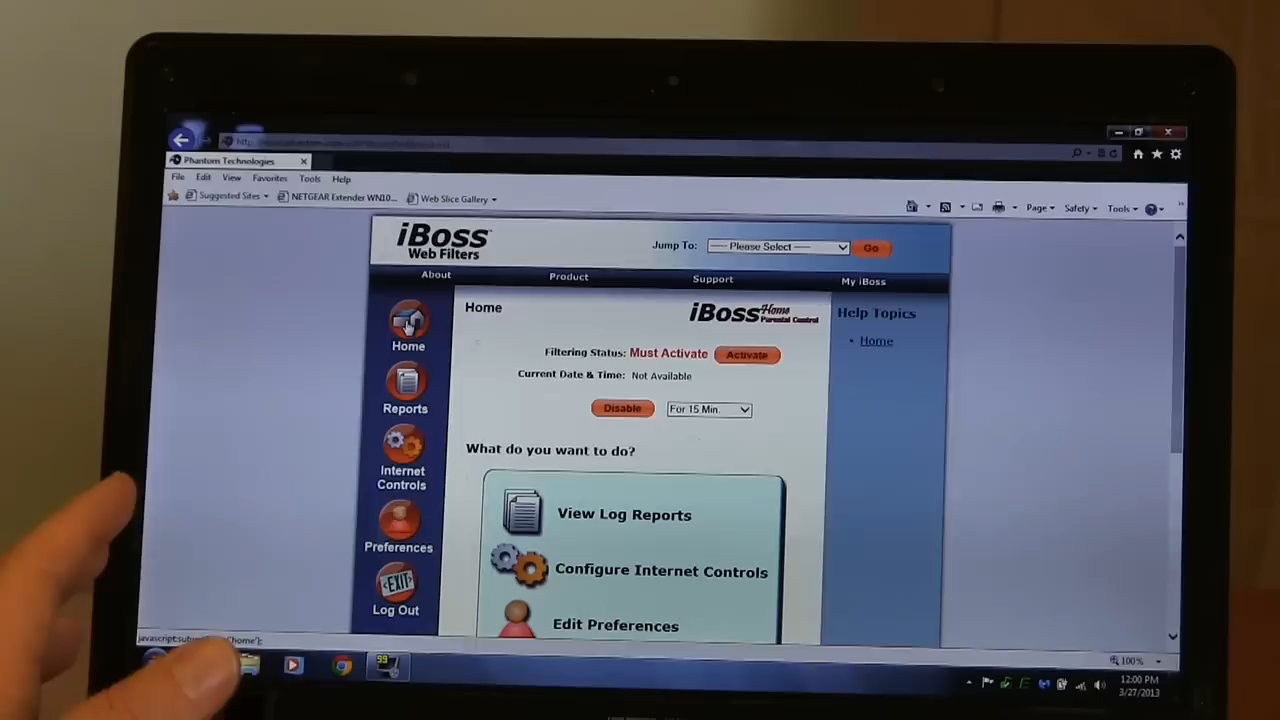 Phantom Technologies
File Edit View Favorites Tools Help
Suggested Sites NETGEAR Extender WN10... Web Slice Gallery
Page Safety Tools
iBoss
Web Filters
Jump To: ---- Please Select ---- Go
About Product Support My iBoss
Home
iBoss Home
Parental Control
Help Topics
Home
Filtering Status: Must Activate Activate
Current Date & Time: Not Available
Disable For 15 Min.
What do you want to do?
View Log Reports
Configure Internet Controls
Edit Preferences
Home
Reports
Internet
Controls
Preferences
EXIT
Log Out
100%
99
12:00 PM
3/27/2013